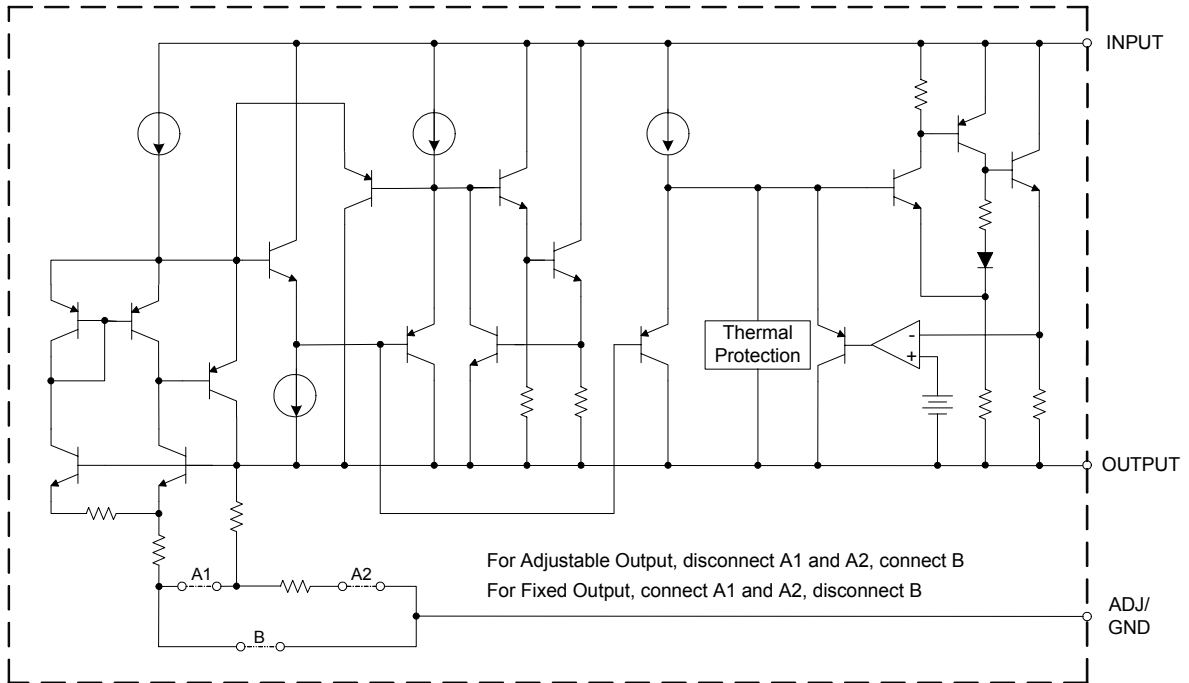 INPUT
Thermal
Protection
-
+
OUTPUT
For Adjustable Output, disconnect A1 and A2, connect B
A1
A2
For Fixed Output, connect A1 and A2, disconnect B
ADJ/
GND
B